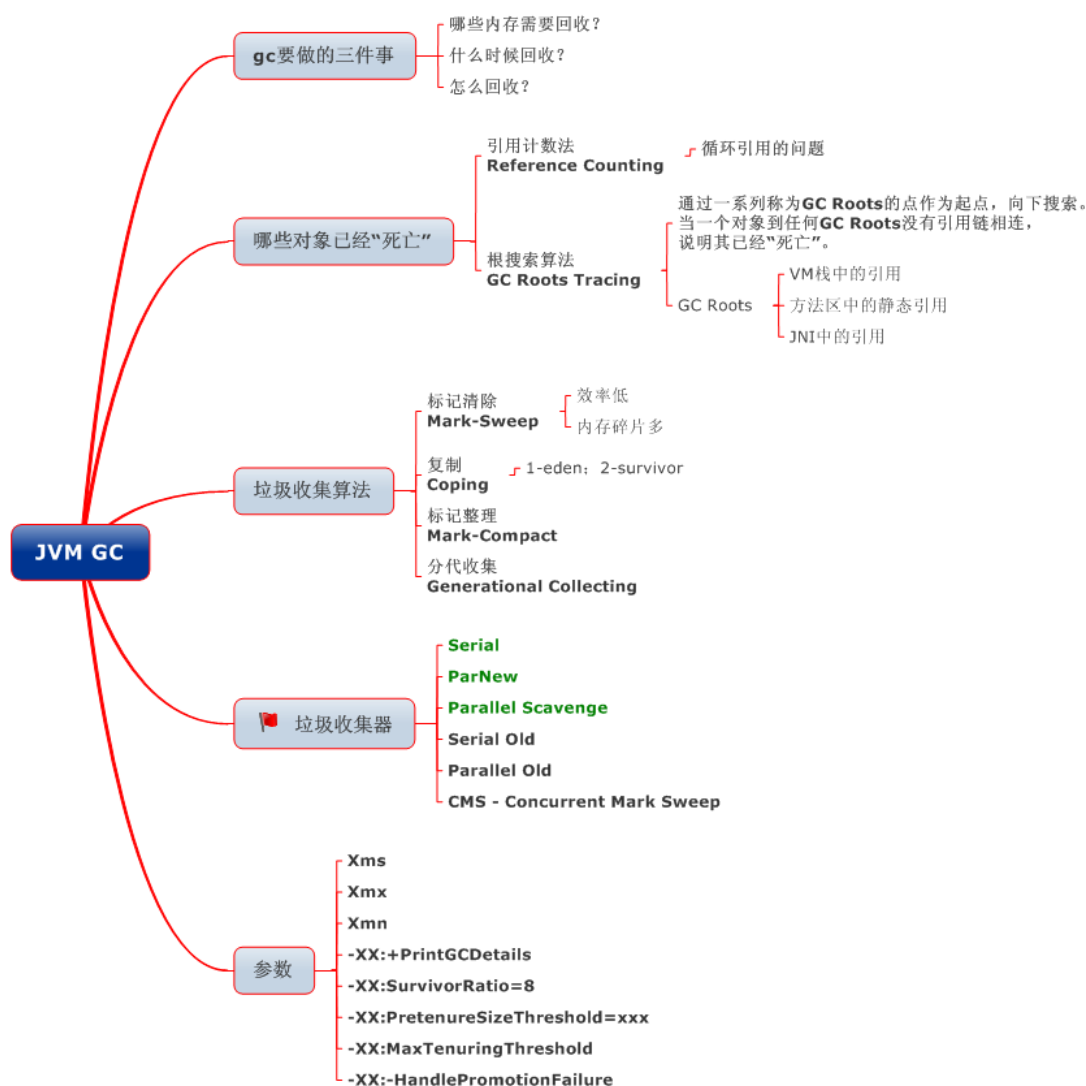 gc要做的三件事
哪些内存需要回收？
什么时候回收？
怎么回收？
哪些对象已经“死亡”
引用计数法
Reference Counting
循环引用的问题
根搜索算法
GC Roots Tracing
通过一系列称为GC Roots的点作为起点，向下搜索。
当一个对象到任何GC Roots没有引用链相连，
说明其已经“死亡”。
GC Roots
VM栈中的引用
方法区中的静态引用
JNI中的引用
垃圾收集算法
标记清除
Mark-Sweep
效率低
内存碎片多
复制
Coping
1-eden；2-survivor
标记整理
Mark-Compact
分代收集
Generational Collecting
JVM GC
垃圾收集器
Serial
ParNew
Parallel Scavenge
Serial Old
Parallel Old
CMS - Concurrent Mark Sweep
参数
Xms
Xmx
Xmn
-XX:+PrintGCDetails
-XX:SurvivorRatio=8
-XX:PretenureSizeThreshold=xxx
-XX:MaxTenuringThreshold
-XX:-HandlePromotionFailure